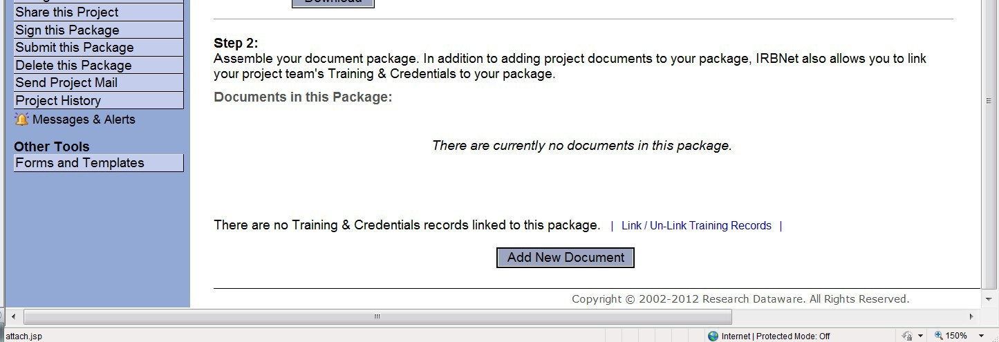 Share this Project
Sign this Package
Submit this Package
Delete this Package
Send Project Mail
Project History
Messages & Alerts
Other Tools
Forms and Templates
Download
Step 2:
Assemble your document package. In addition to adding project documents to your package, IRBNet also allows you to link
your project team's Training & Credentials to your package.
Documents in this Package:
There are currently no documents in this package.
There are no Training & Credentials records linked to this package. | Link / Un-Link Training Records |
Add New Document
Copyright © 2002-2012 Research Dataware. All Rights Reserved.
attach.jsp
Internet | Protected Mode: Off
150%